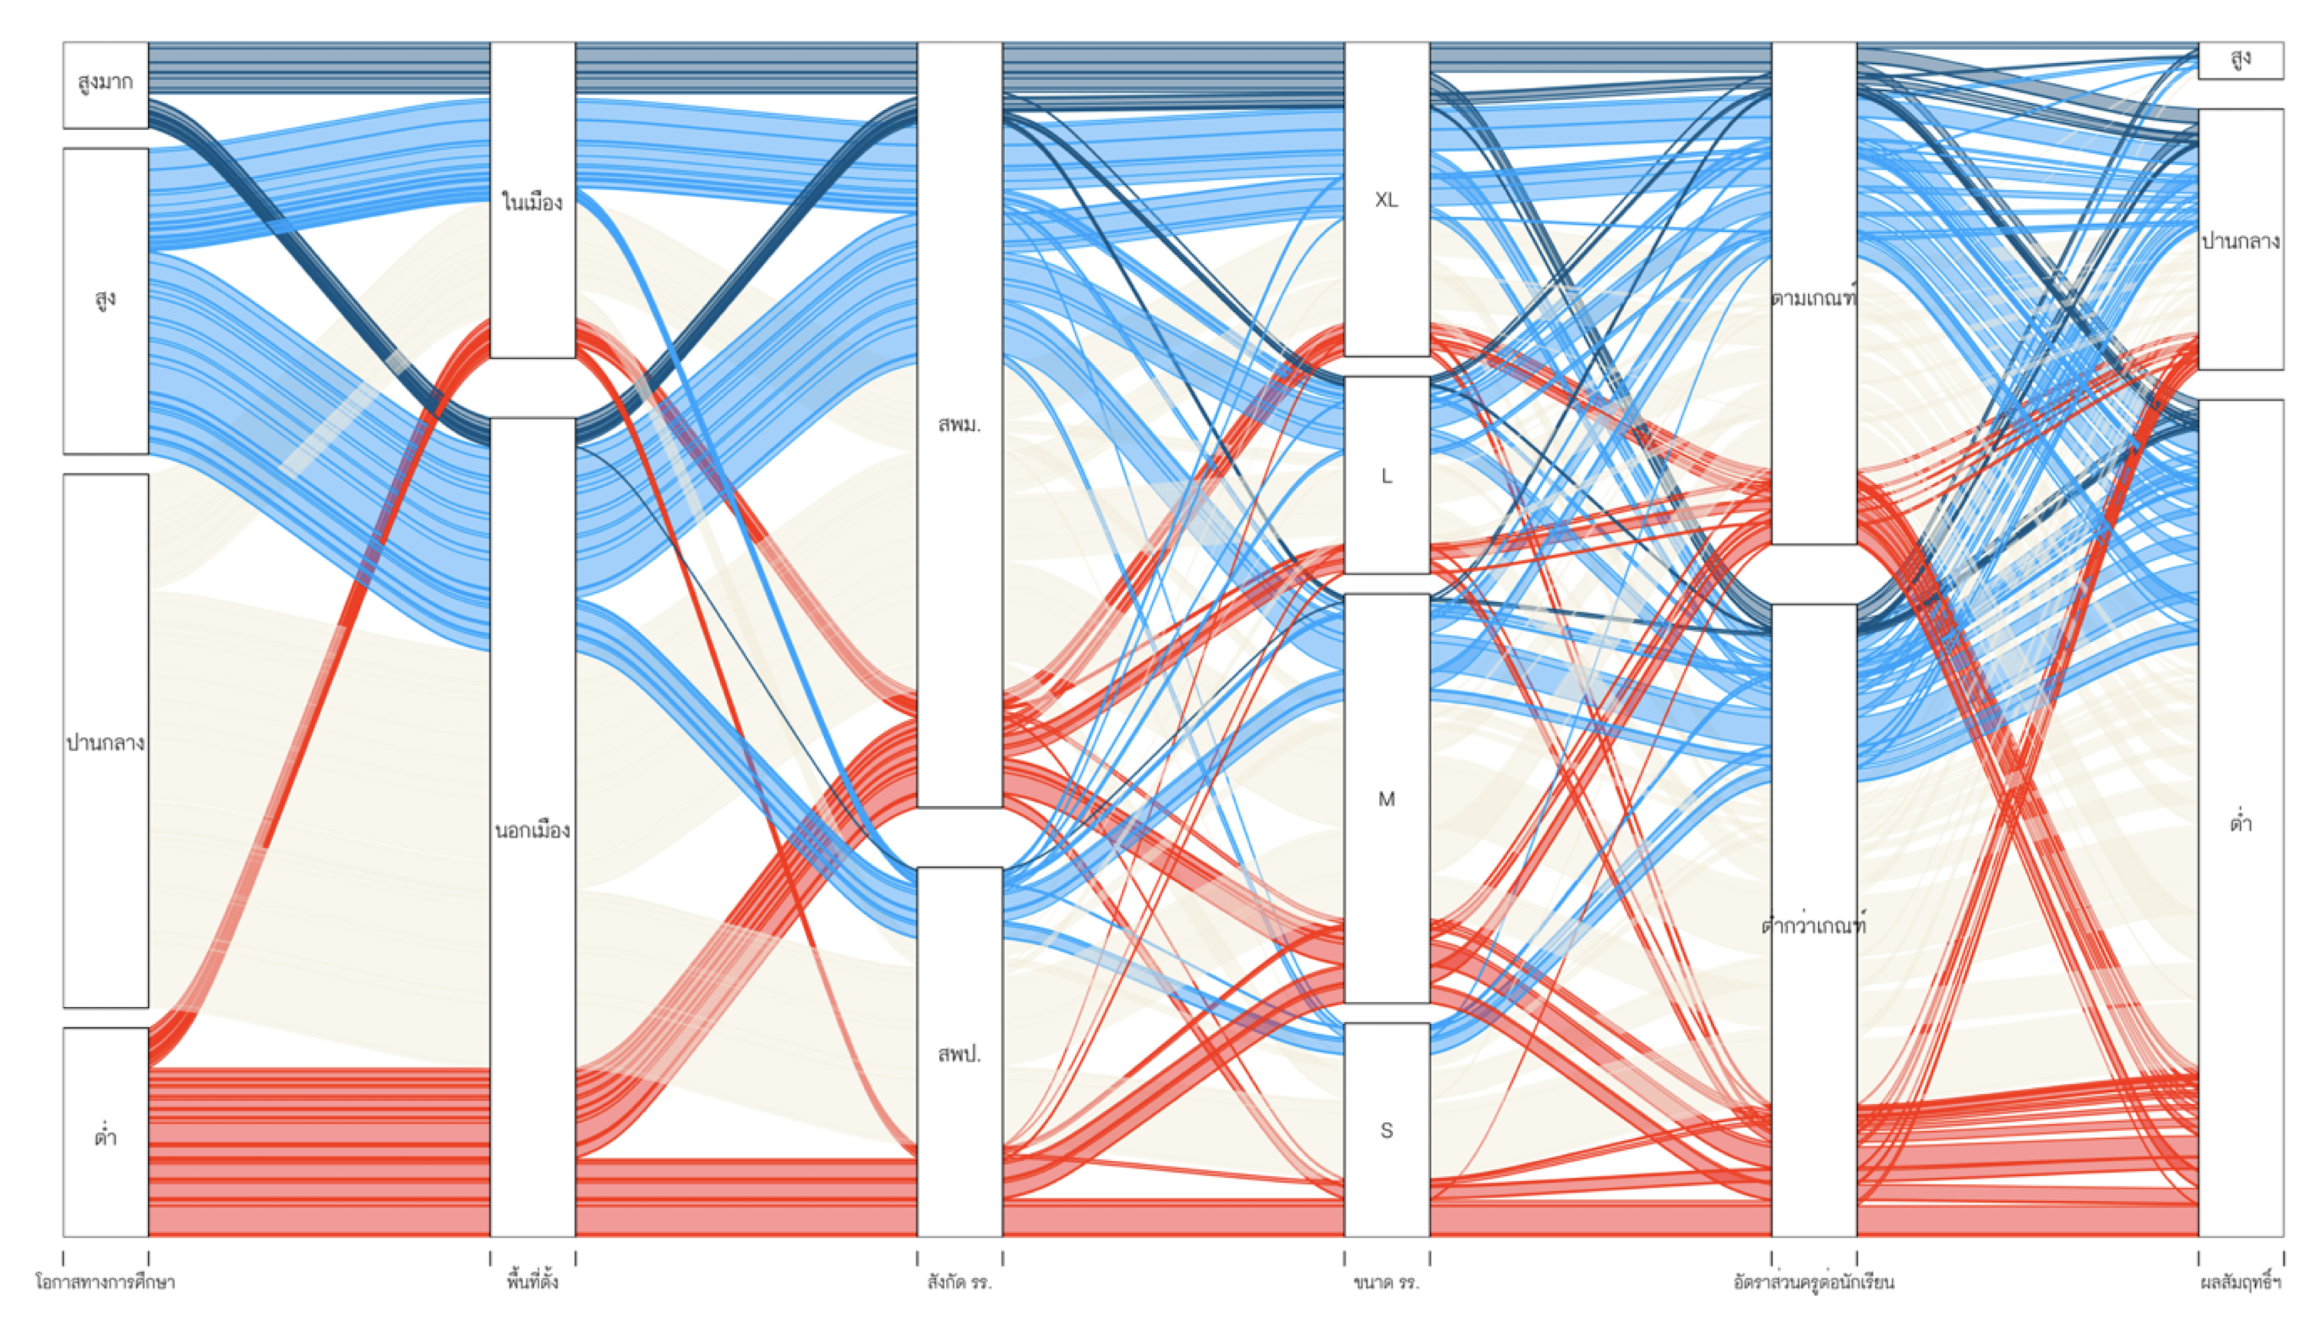 สูงมาก
สูง
ปานกลาง
ต่ำ
ในเมือง
นอกเมือง
สพม.
สพป.
XL
L
M
S
ตามเกณฑ์
ต่ำกว่าเกณฑ์
สูง
ปานกลาง
ต่ำ
โอกาสทางการศึกษา
พื้นที่ตั้ง
สังกัด รร.
ขนาด รร.
อัตราส่วนครูต่อนักเรียน
ผลสัมฤทธิ์ฯ